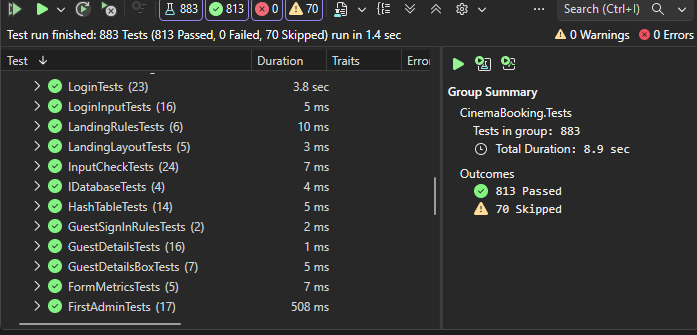 883 813 0 70 Search (Ctrl+I)
Test run finished: 883 Tests (813 Passed, 0 Failed, 70 Skipped) run in 1.4 sec 0 Warnings 0 Errors
Test Duration Traits Error
LoginTests (23) 3.8 sec
LoginInputTests (16) 5 ms
LandingRulesTests (6) 10 ms
LandingLayoutTests (5) 3 ms
InputCheckTests (24) 7 ms
IDatabaseTests (4) 4 ms
HashTableTests (14) 5 ms
GuestSignInRulesTests (2) 2 ms
GuestDetailsTests (16) 1 ms
GuestDetailsBoxTests (7) 5 ms
FormMetricsTests (5) 7 ms
FirstAdminTests (17) 508 ms
Group Summary
CinemaBooking.Tests
Tests in group: 883
Total Duration: 8.9 sec
Outcomes
813 Passed
70 Skipped